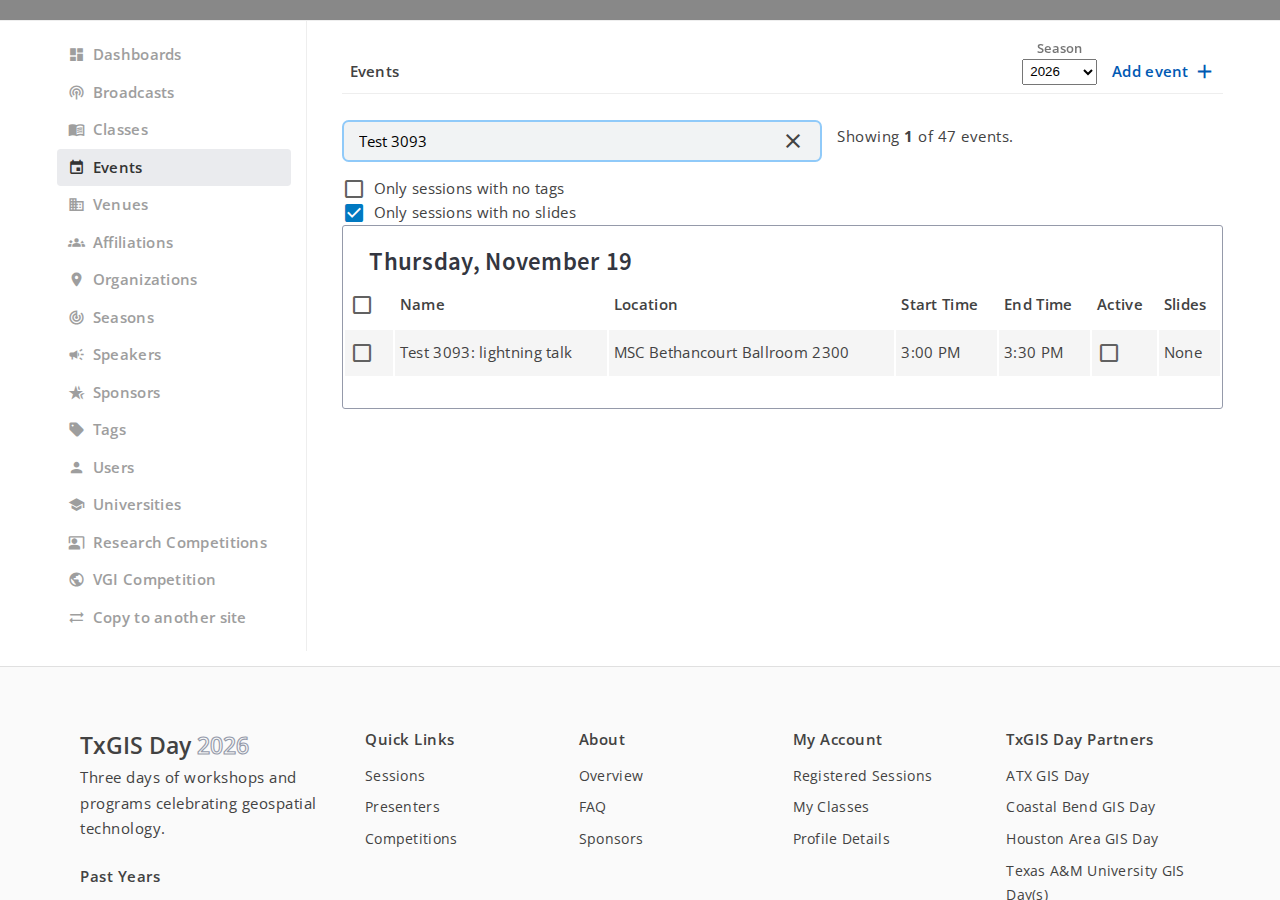 Dashboards
Broadcasts
Classes
Events
Venues
Affiliations
Organizations
Seasons
Speakers
Sponsors
Tags
Users
Universities
Research Competitions
VGI Competition
Copy to another site
Events
Season
2026
Add event
Test 3093
Showing 1 of 47 events.
Only sessions with no tags
Only sessions with no slides
Thursday, November 19
Name Location Start Time End Time Active Slides
Test 3093: lightning talk MSC Bethancourt Ballroom 2300 3:00 PM 3:30 PM None
TxGIS Day 2026
Three days of workshops and
programs celebrating geospatial
technology.
Past Years
Quick Links
Sessions
Presenters
Competitions
About
Overview
FAQ
Sponsors
My Account
Registered Sessions
My Classes
Profile Details
TxGIS Day Partners
ATX GIS Day
Coastal Bend GIS Day
Houston Area GIS Day
Texas A&M University GIS
Day(s)